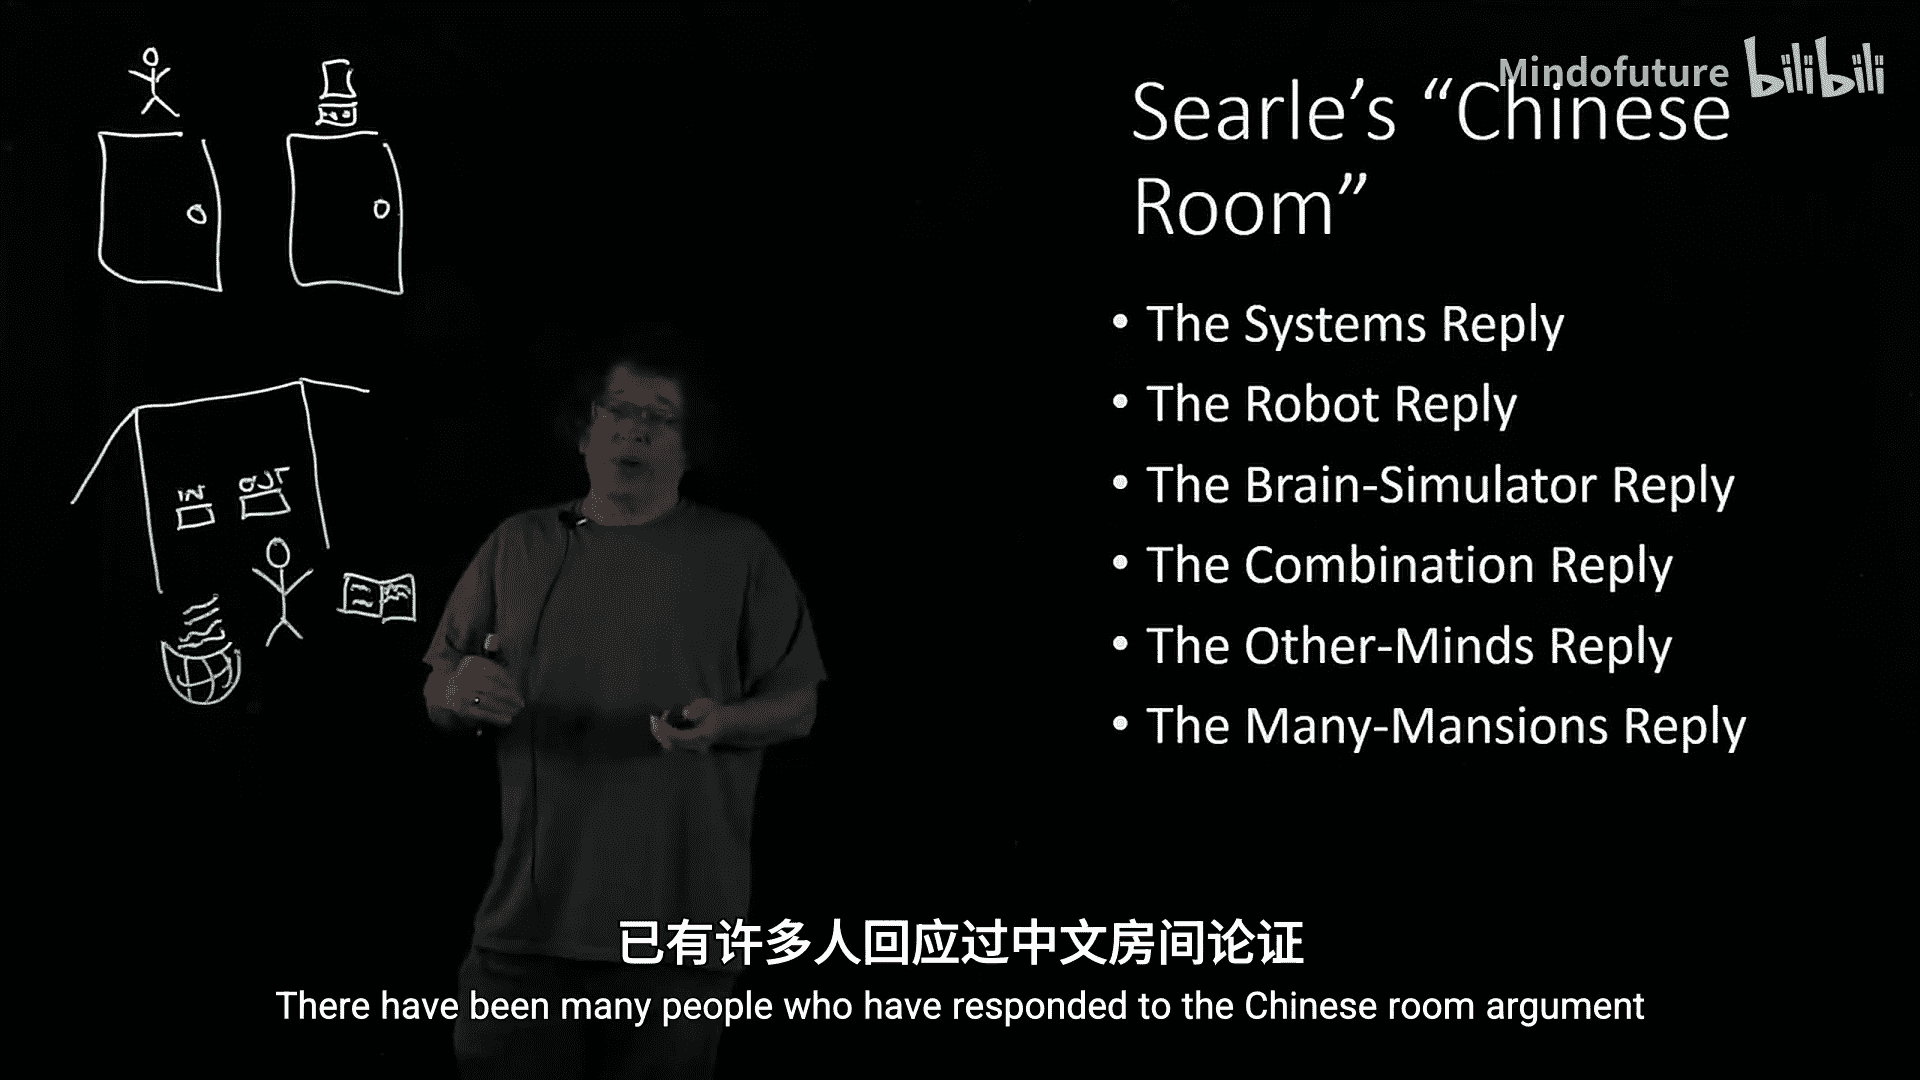 Mindofuture bilibili
Searle's “Chinese
Room”
• The Systems Reply
• The Robot Reply
• The Brain-Simulator Reply
• The Combination Reply
• The Other-Minds Reply
• The Many-Mansions Reply
IN OUT
已有许多人回应过中文房间论证
There have been many people who have responded to the Chinese room argument